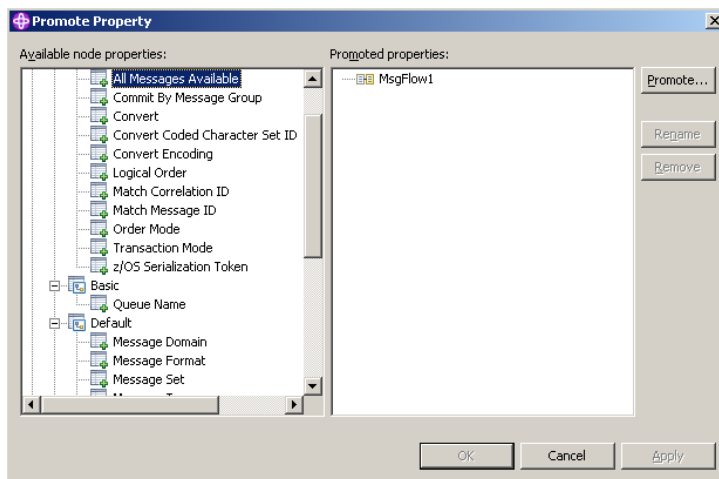 Promote Property
Available node properties:
Promoted properties:
All Messages Available
Commit By Message Group
Convert
Convert Coded Character Set ID
Convert Encoding
Logical Order
Match Correlation ID
Match Message ID
Order Mode
Transaction Mode
z/OS Serialization Token
Basic
Queue Name
Default
Message Domain
Message Format
Message Set
MsgFlow1
Promote...
Rename
Remove
OK
Cancel
Apply